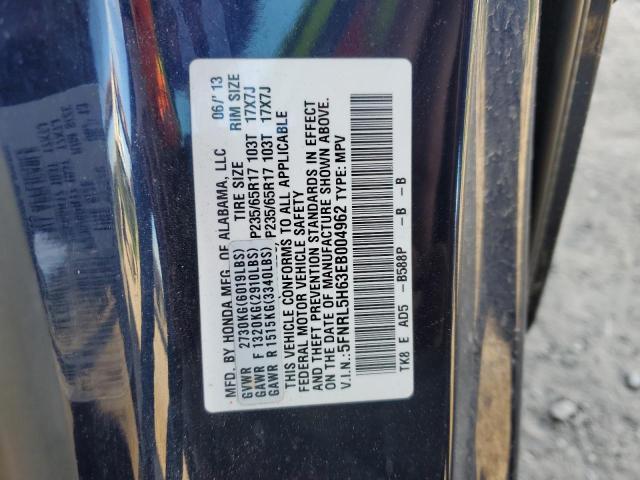 MFD. BY HONDA MFG. OF ALABAMA, LLC 06/'13
GVWR 2730KG(6019LBS) TIRE SIZE RIM SIZE
GAWR F 1320KG(2910LBS) P235/65R17 103T 17X7J
GAWR R 1515KG(3340LBS) P235/65R17 103T 17X7J
THIS VEHICLE CONFORMS TO ALL APPLICABLE
FEDERAL MOTOR VEHICLE SAFETY
AND THEFT PREVENTION STANDARDS IN EFFECT
ON THE DATE OF MANUFACTURE SHOWN ABOVE.
V.I.N.: 5FNRL5H63EB004962 TYPE: MPV
TK8 E AD5 - B588P - B - B